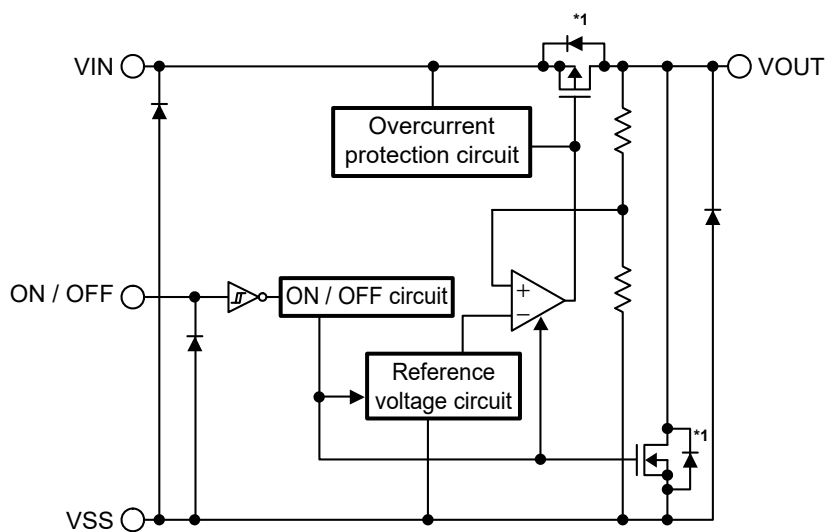 *1
VIN
VOUT
Overcurrent
protection circuit
+
−
ON / OFF
ON / OFF circuit
Reference
voltage circuit
*1
VSS